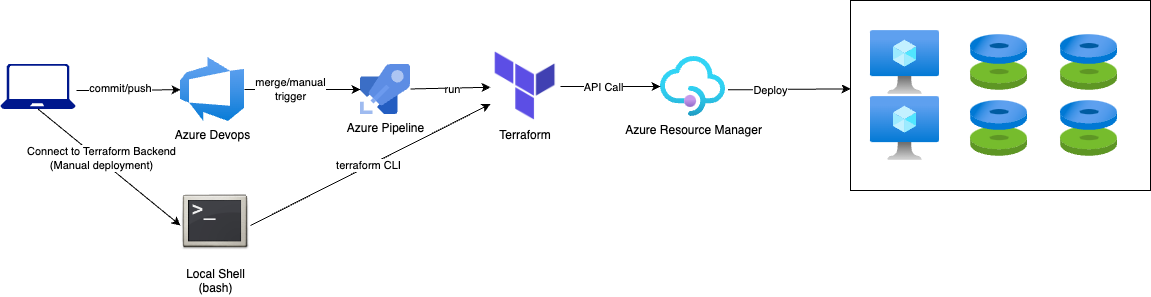 commit/push
Azure Devops
merge/manual
trigger
Azure Pipeline
run
Terraform
API Call
Azure Resource Manager
Deploy
Connect to Terraform Backend
(Manual deployment)
terraform CLI
>_
Local Shell
(bash)